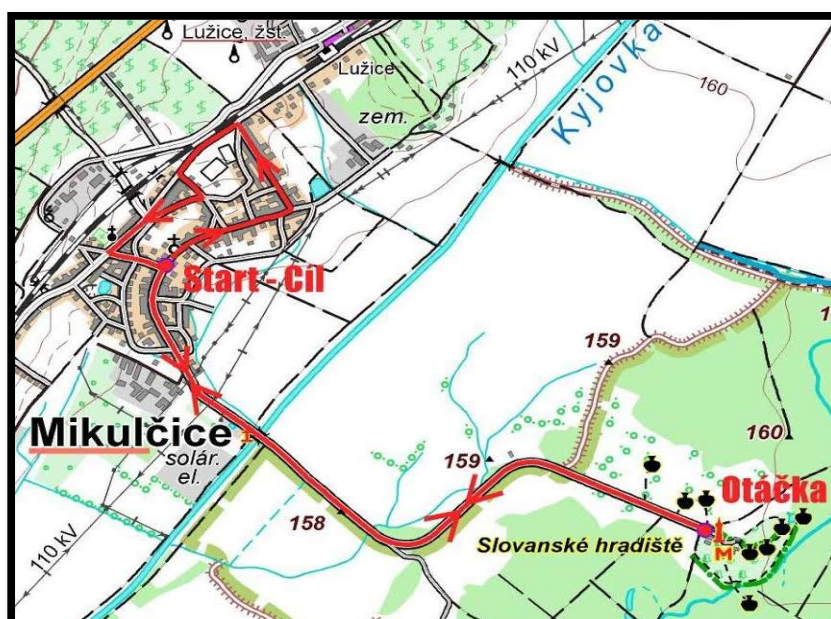 Lužice, žst.
Lužice
110 kV
Kyjovka
160
zem.
Start - Cíl
159
Mikulčice
solár.
el.
159
160
Otáčka
158
Slovanské hradiště
M
110 kV